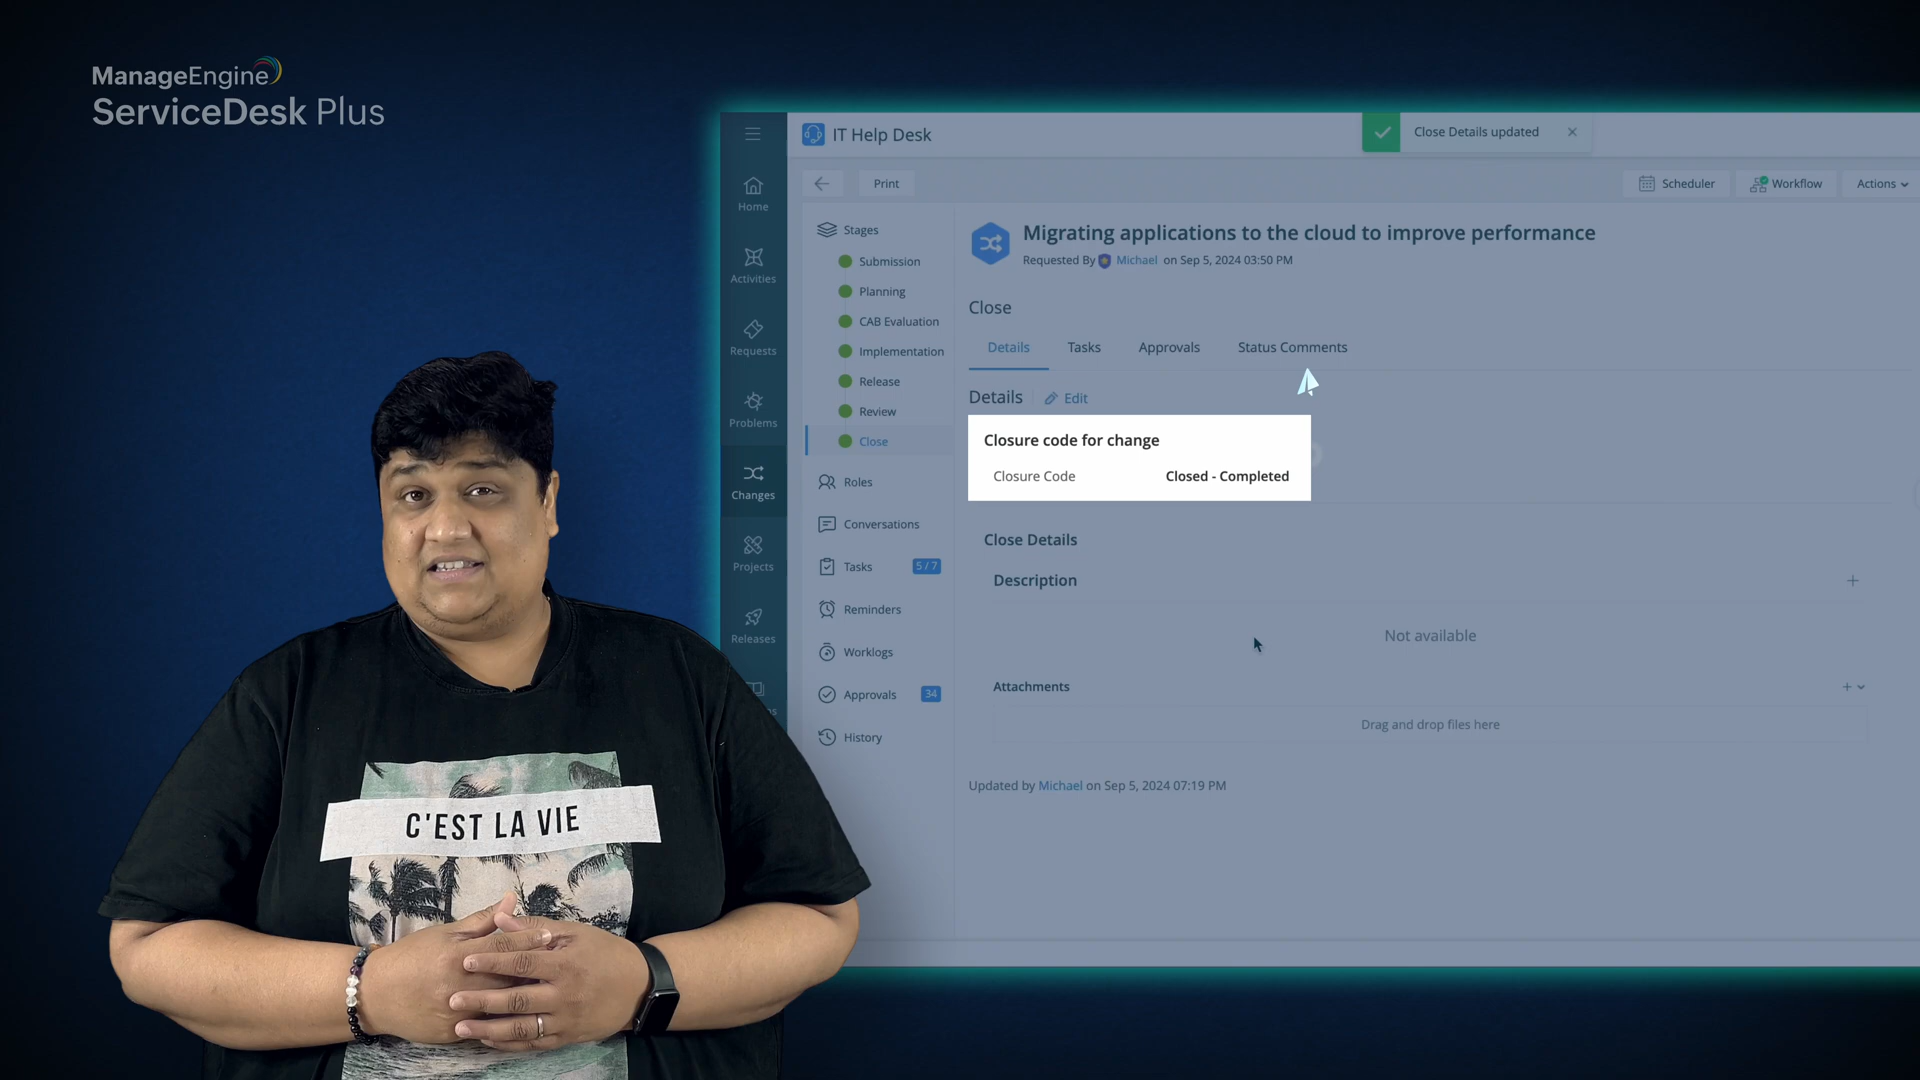 ManageEngine
ServiceDesk Plus
IT Help Desk
Close Details updated
Print
Scheduler
Workflow
Actions
Home
Activities
Requests
Problems
Changes
Projects
Releases
Stages
Submission
Planning
CAB Evaluation
Implementation
Release
Review
Close
Roles
Conversations
Tasks 5 / 7
Reminders
Worklogs
Approvals 34
History
Migrating applications to the cloud to improve performance
Requested By Michael on Sep 5, 2024 03:50 PM
Close
Details Tasks Approvals Status Comments
Details Edit
Closure code for change
Closure Code Closed - Completed
Close Details
Description
Not available
Attachments
Drag and drop files here
Updated by Michael on Sep 5, 2024 07:19 PM
C'EST LA VIE